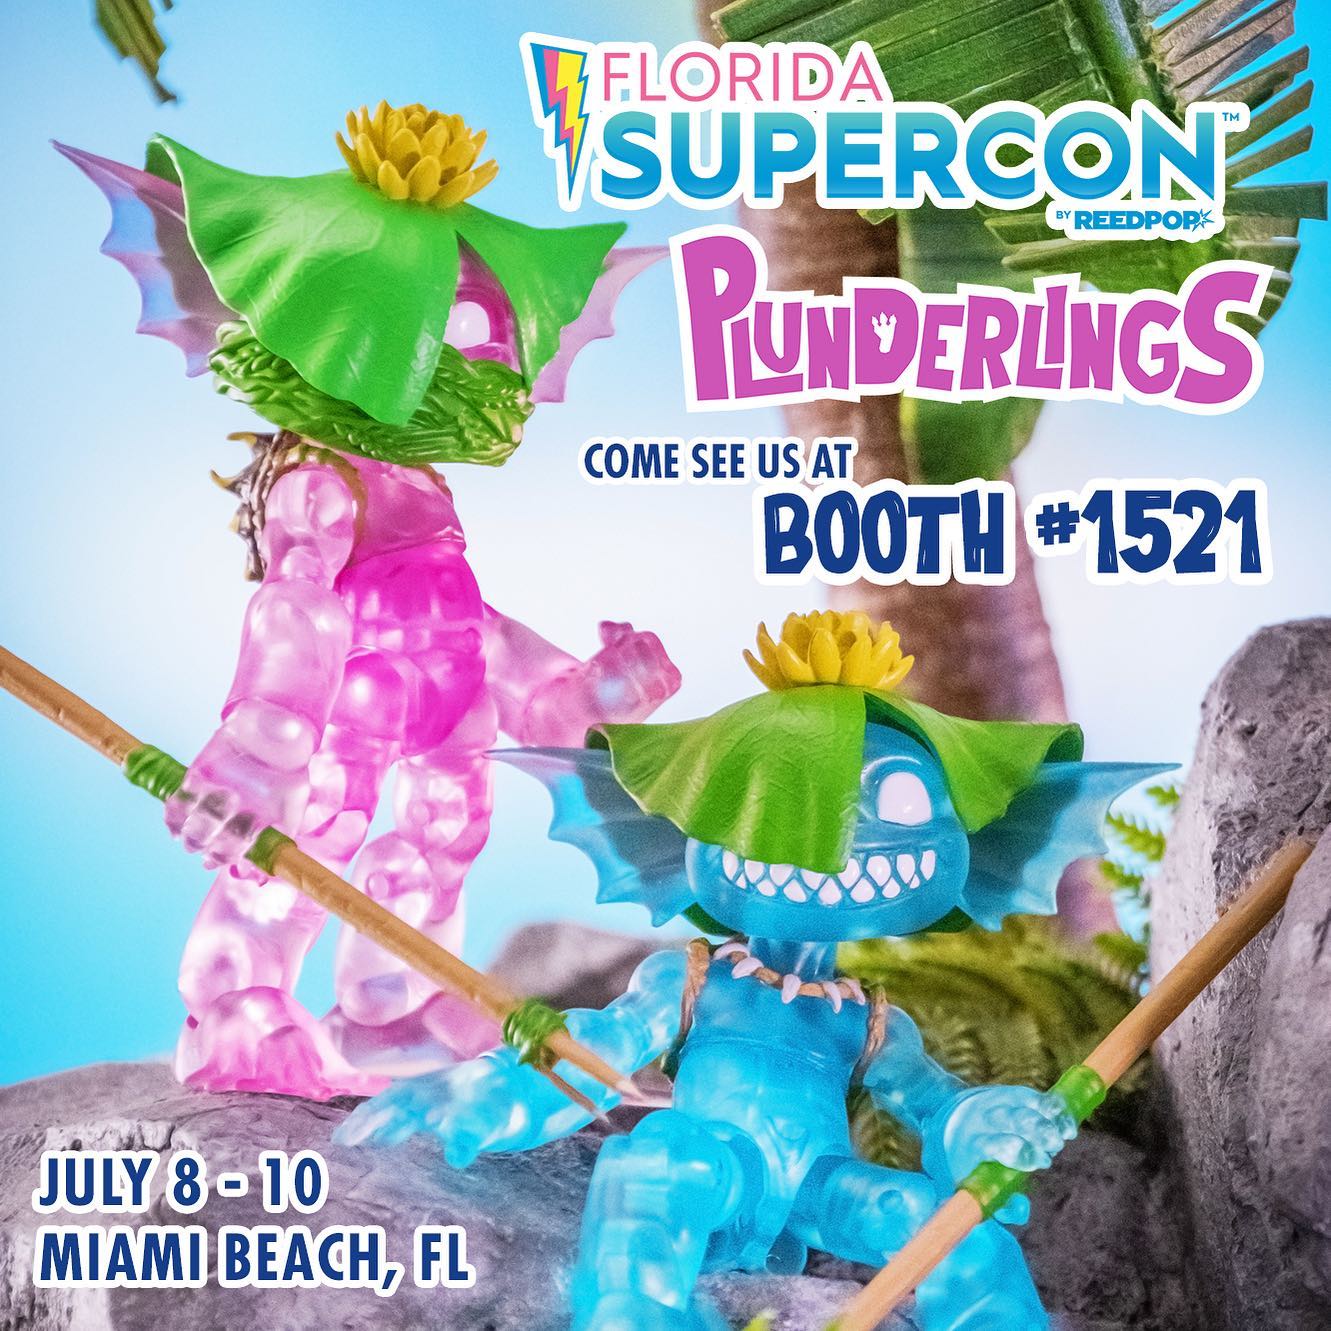 FLORIDA
SUPERCON™
BY REEDPOP
PLUNDERLINGS
COME SEE US AT
BOOTH #1521
JULY 8 - 10
MIAMI BEACH, FL